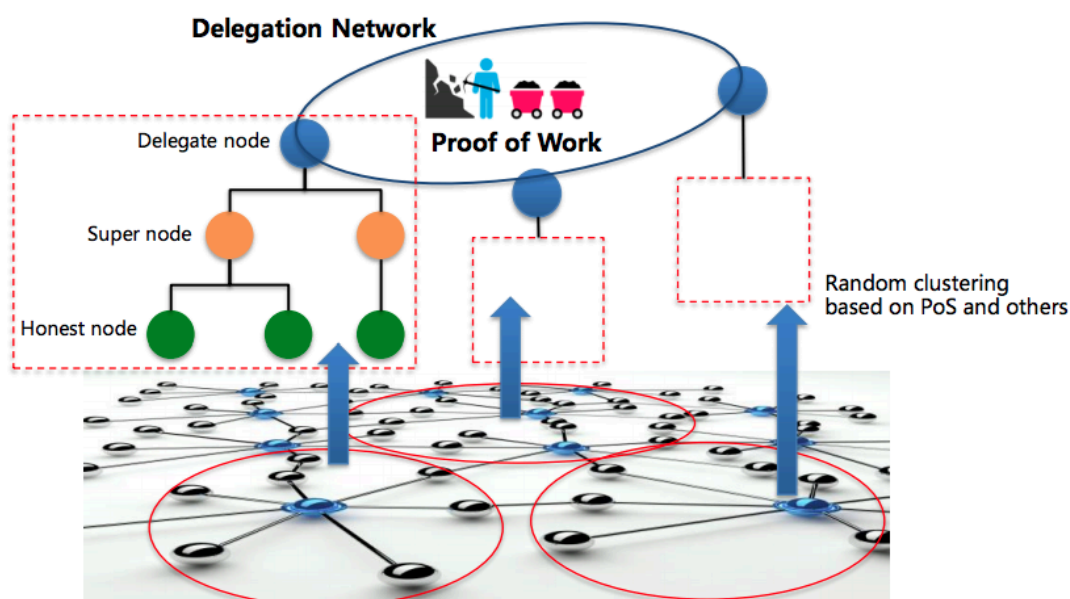 Delegation Network
Proof of Work
Delegate node
Super node
Honest node
Random clustering
based on PoS and others